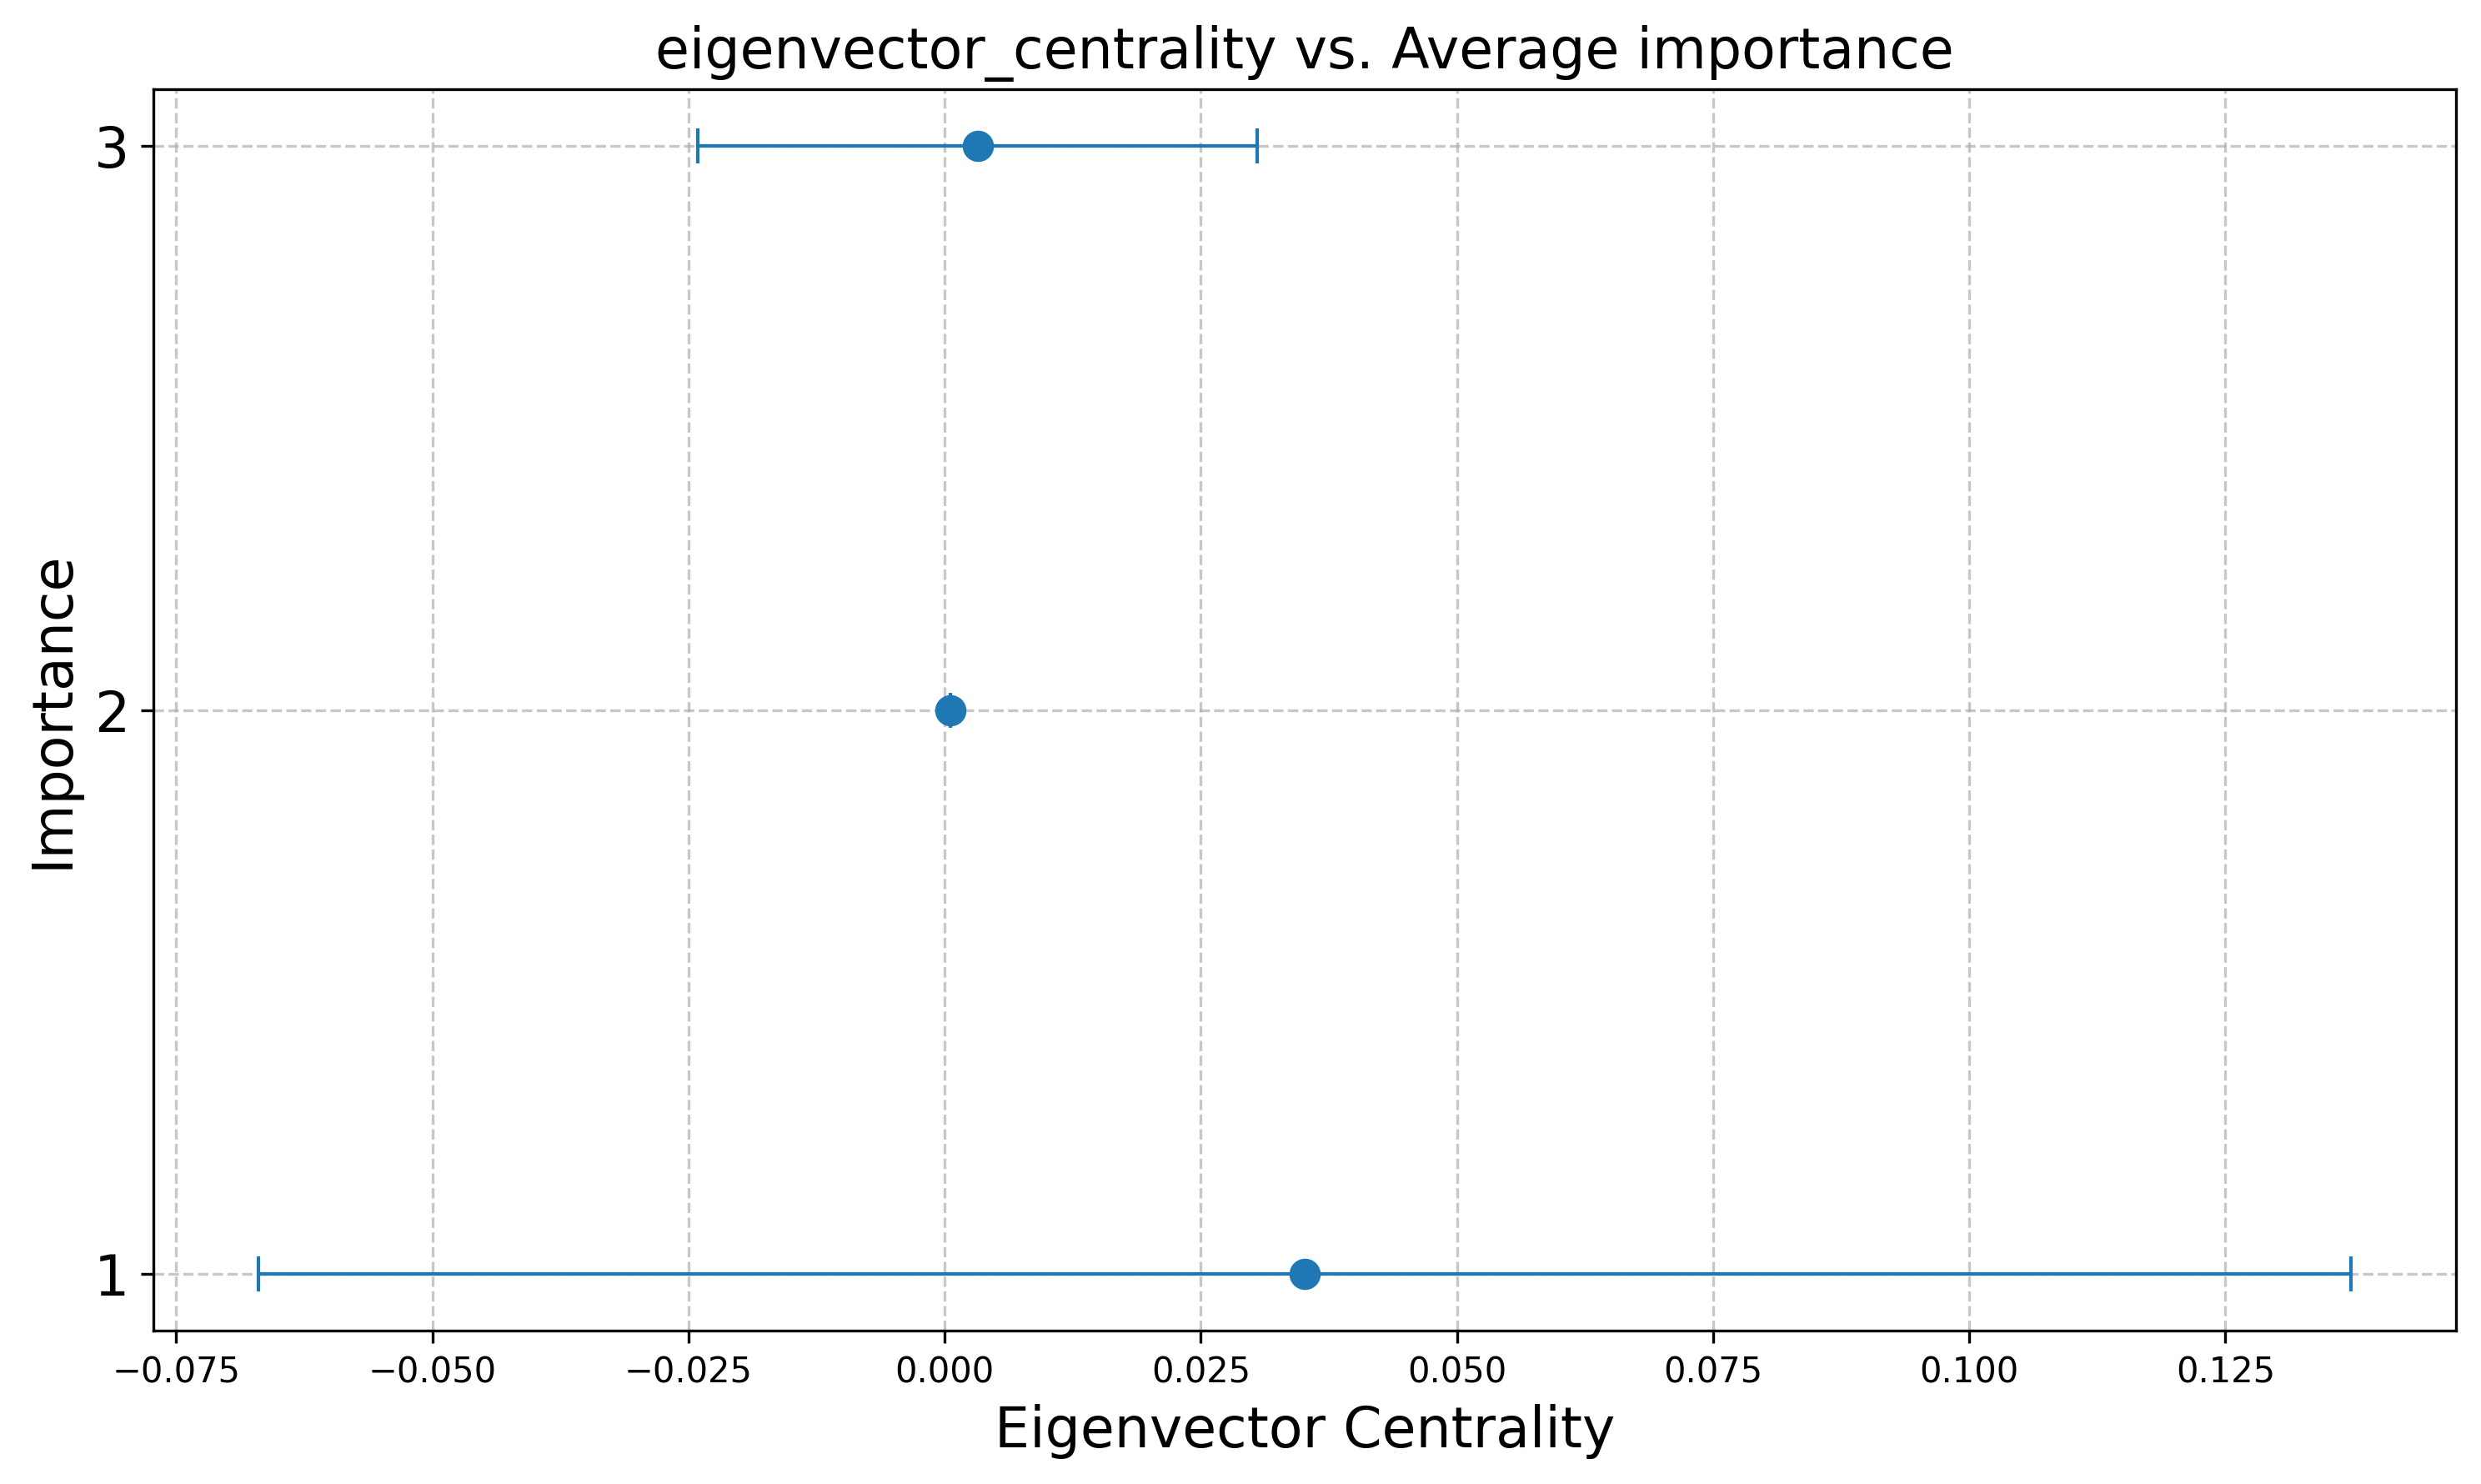 eigenvector_centrality vs. Average importance
3
2
1
Importance
−0.075 −0.050 −0.025 0.000 0.025 0.050 0.075 0.100 0.125
Eigenvector Centrality